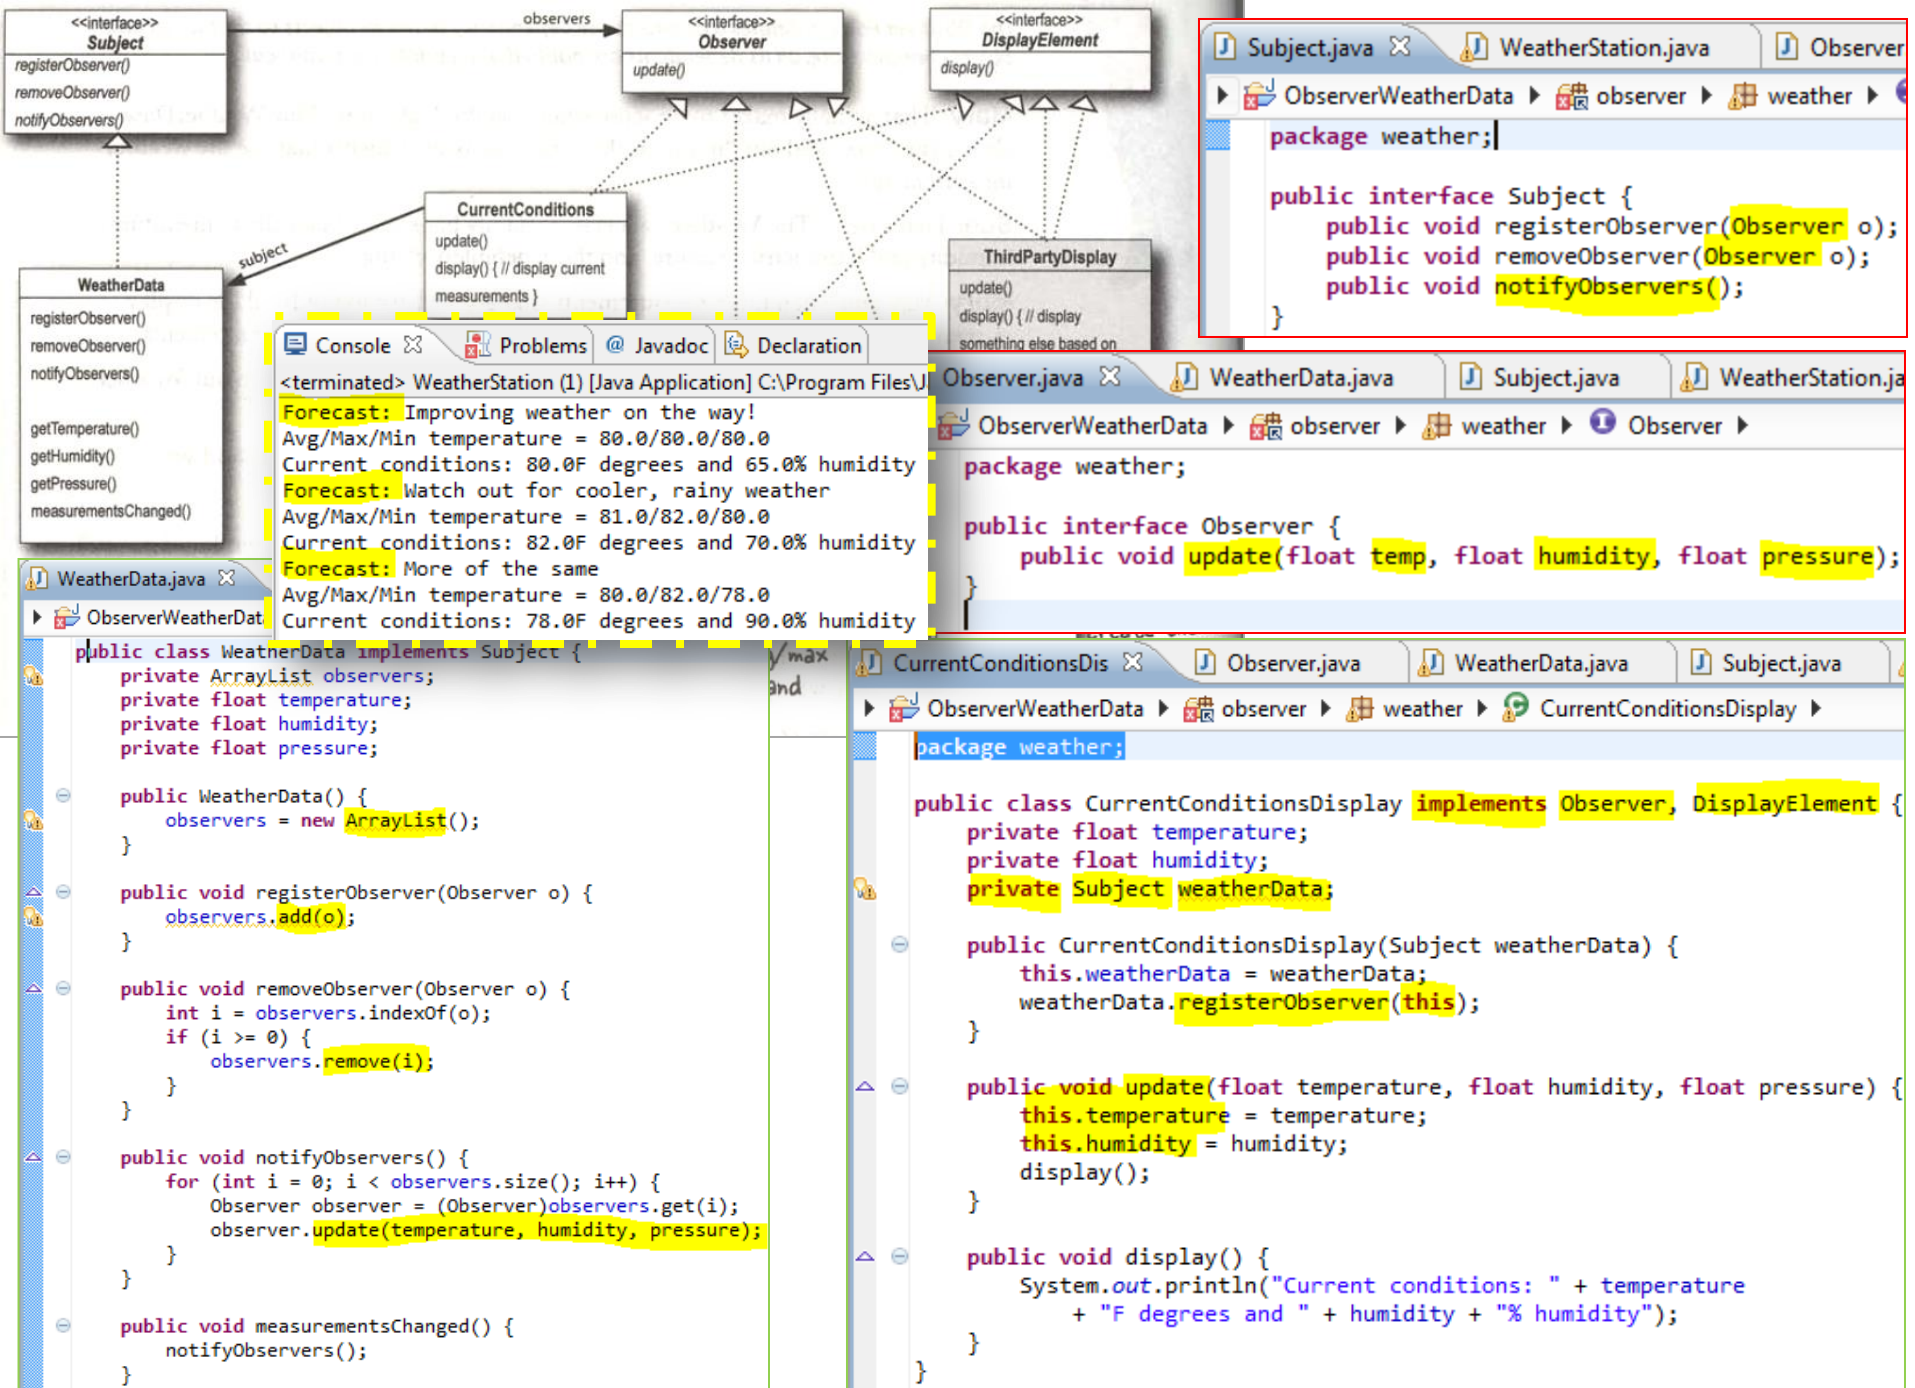 <<interface>>
Subject
registerObserver()
removeObserver()
notifyObservers()
observers
<<interface>>
Observer
update()
<<interface>>
DisplayElement
display()
CurrentConditions
update()
display() { // display current
measurements }
subject
WeatherData
registerObserver()
removeObserver()
notifyObservers()
getTemperature()
getHumidity()
getPressure()
measurementsChanged()
ThirdPartyDisplay
update()
display() { // display
something else based on
Subject.java WeatherStation.java Observer
ObserverWeatherData observer weather
package weather;
public interface Subject {
public void registerObserver(Observer o);
public void removeObserver(Observer o);
public void notifyObservers();
}
Console Problems @ Javadoc Declaration
<terminated> WeatherStation (1) [Java Application] C:\Program Files\J
Forecast: Improving weather on the way!
Avg/Max/Min temperature = 80.0/80.0/80.0
Current conditions: 80.0F degrees and 65.0% humidity
Forecast: Watch out for cooler, rainy weather
Avg/Max/Min temperature = 81.0/82.0/80.0
Current conditions: 82.0F degrees and 70.0% humidity
Forecast: More of the same
Avg/Max/Min temperature = 80.0/82.0/78.0
Current conditions: 78.0F degrees and 90.0% humidity
Observer.java WeatherData.java Subject.java WeatherStation.ja
ObserverWeatherData observer weather Observer
package weather;
public interface Observer {
public void update(float temp, float humidity, float pressure);
}
WeatherData.java
ObserverWeatherDat
public class WeatherData implements Subject {
private ArrayList observers;
private float temperature;
private float humidity;
private float pressure;
public WeatherData() {
observers = new ArrayList();
}
public void registerObserver(Observer o) {
observers.add(o);
}
public void removeObserver(Observer o) {
int i = observers.indexOf(o);
if (i >= 0) {
observers.remove(i);
}
}
public void notifyObservers() {
for (int i = 0; i < observers.size(); i++) {
Observer observer = (Observer)observers.get(i);
observer.update(temperature, humidity, pressure);
}
}
public void measurementsChanged() {
notifyObservers();
}
y/max
and
CurrentConditionsDis Observer.java WeatherData.java Subject.java
ObserverWeatherData observer weather CurrentConditionsDisplay
package weather;
public class CurrentConditionsDisplay implements Observer, DisplayElement {
private float temperature;
private float humidity;
private Subject weatherData;
public CurrentConditionsDisplay(Subject weatherData) {
this.weatherData = weatherData;
weatherData.registerObserver(this);
}
public void update(float temperature, float humidity, float pressure) {
this.temperature = temperature;
this.humidity = humidity;
display();
}
public void display() {
System.out.println("Current conditions: " + temperature
+ "F degrees and " + humidity + "% humidity");
}
}